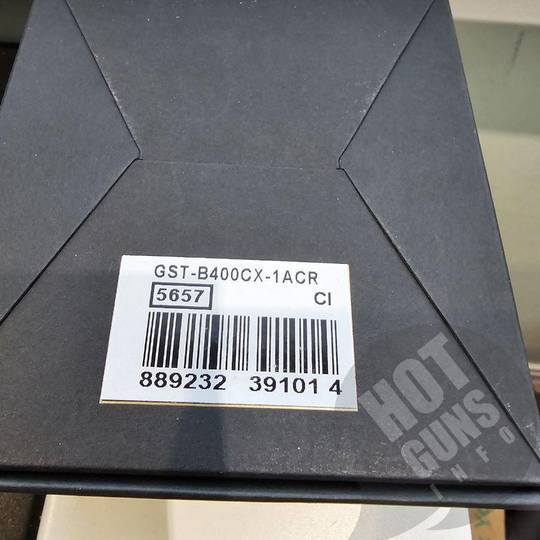 GST-B400CX-1ACR
5657 CI
889232 39101 4
HOT
GUNS
INFO